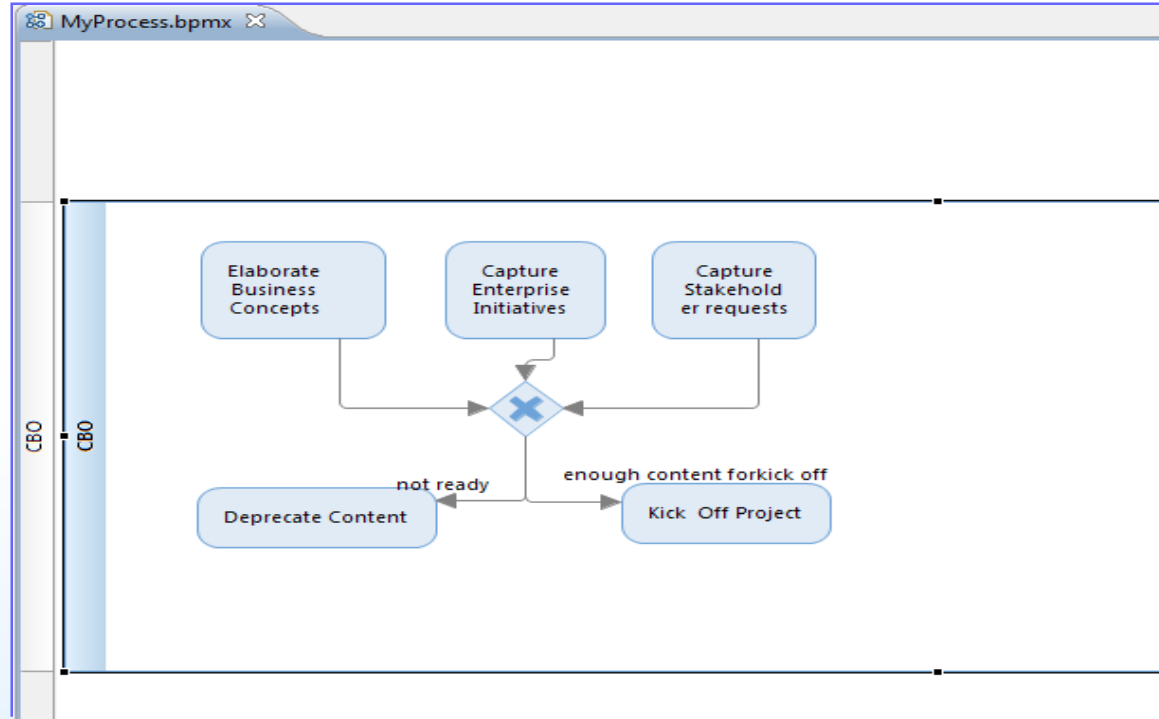 MyProcess.bpmx
Elaborate
Business
Concepts
Capture
Enterprise
Initiatives
Capture
Stakehold
er requests
CBO
CBO
not ready
enough content forkick off
Deprecate Content
Kick Off Project